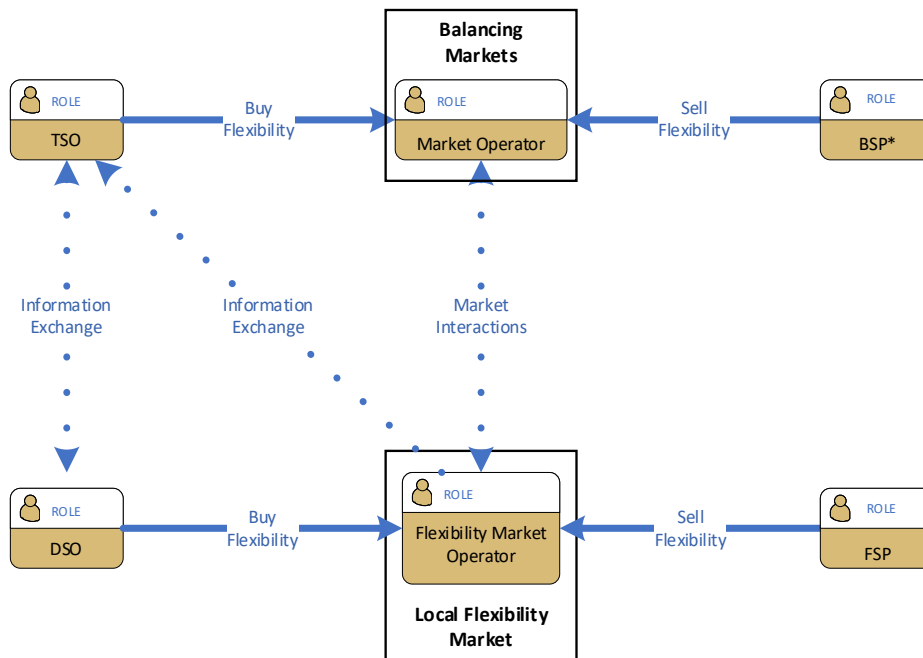 Balancing
Markets
ROLE
TSO
Buy
Flexibility
ROLE
Market Operator
Sell
Flexibility
ROLE
BSP*
Information
Exchange
Information
Exchange
Market
Interactions
ROLE
DSO
Buy
Flexibility
ROLE
Flexibility Market
Operator
Sell
Flexibility
ROLE
FSP
Local Flexibility
Market